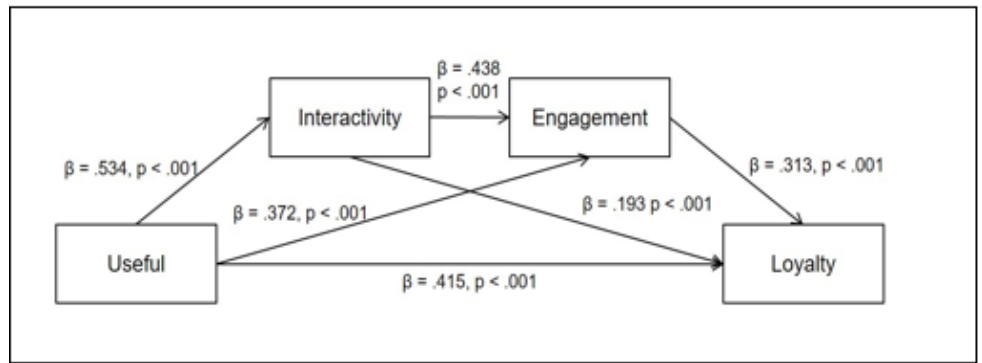 β = .438
p < .001
Interactivity
Engagement
β = .534, p < .001
β = .313, p < .001
β = .372, p < .001
β = .193 p < .001
Useful
Loyalty
β = .415, p < .001